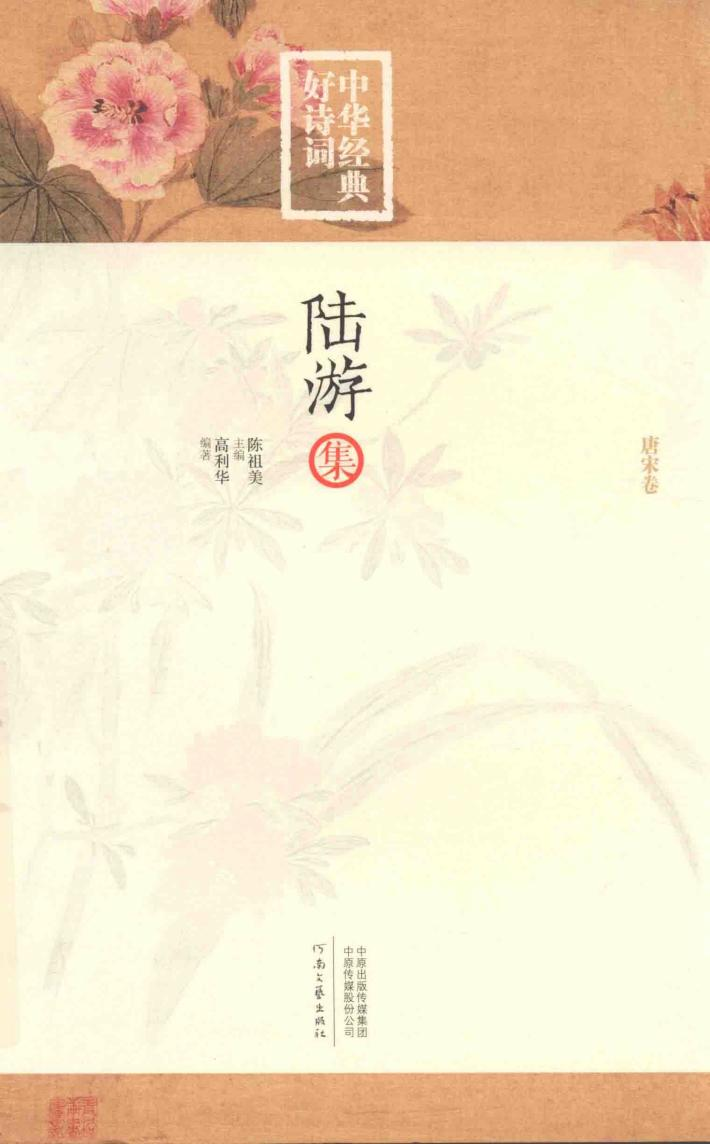 中华经典
好诗词
陆游
集
唐宋卷
陈祖美
主编
高利华
编著
中原出版传媒集团
中原传媒股份公司
河南文艺出版社